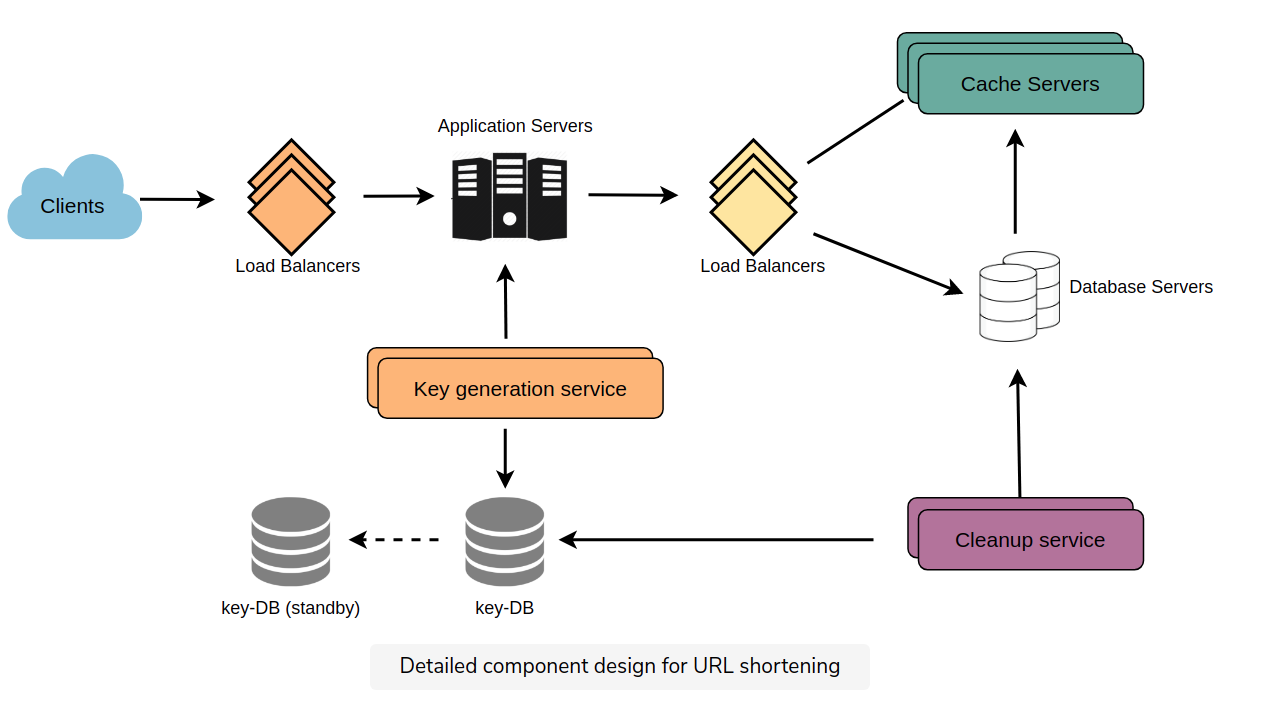 Cache Servers
Application Servers
Clients
Load Balancers
Load Balancers
Database Servers
Key generation service
Cleanup service
key-DB (standby)
key-DB
Detailed component design for URL shortening